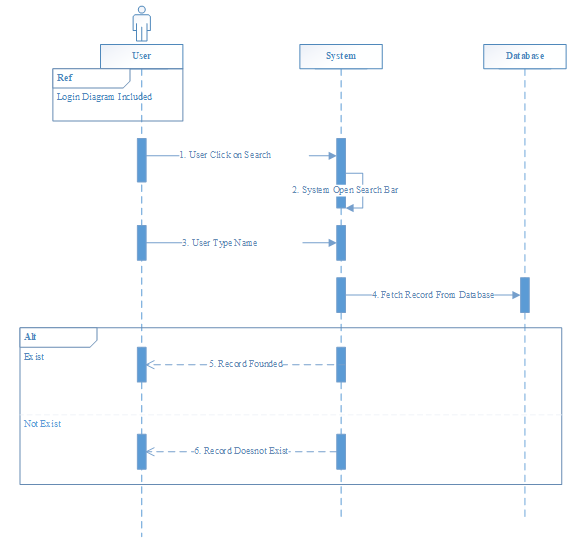 User
System
Database
Ref
Login Diagram Included
1. User Click on Search
2. System Open Search Bar
3. User Type Name
4. Fetch Record From Database
Alt
Exist
5. Record Founded
Not Exist
6. Record Doesnot Exist